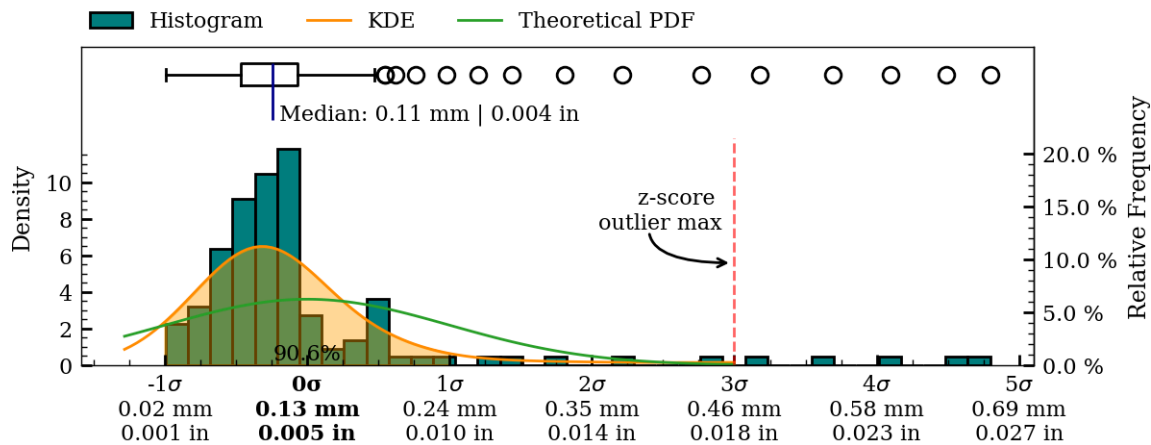 Histogram KDE Theoretical PDF
Median: 0.11 mm | 0.004 in
Density
10
8
6
4
2
0
z-score
outlier max
90.6%
20.0 %
15.0 %
10.0 %
5.0 %
0.0 %
Relative Frequency
-1σ 0σ 1σ 2σ 3σ 4σ 5σ
0.02 mm 0.13 mm 0.24 mm 0.35 mm 0.46 mm 0.58 mm 0.69 mm
0.001 in 0.005 in 0.010 in 0.014 in 0.018 in 0.023 in 0.027 in